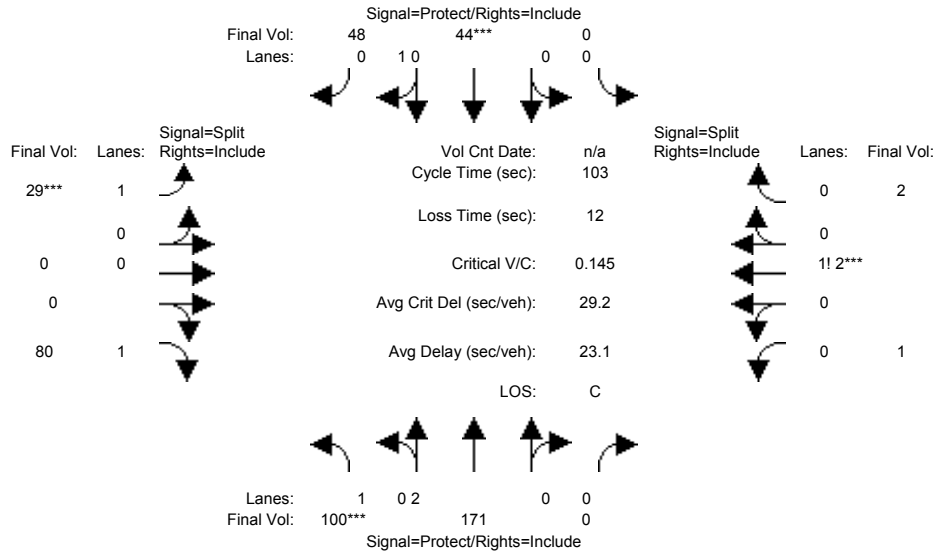 Signal=Protect/Rights=Include
Final Vol: 48 44*** 0
Lanes: 0 1 0 0 0
Signal=Split Signal=Split
Final Vol: Lanes: Rights=Include Vol Cnt Date: n/a Rights=Include Lanes: Final Vol:
Cycle Time (sec): 103
29*** 1 0 2
Loss Time (sec): 12
0 0
0 0 Critical V/C: 0.145 1! 2***
0 Avg Crit Del (sec/veh): 29.2 0
80 1 Avg Delay (sec/veh): 23.1 0 1
LOS: C
Lanes: 1 0 2 0 0
Final Vol: 100*** 171 0
Signal=Protect/Rights=Include